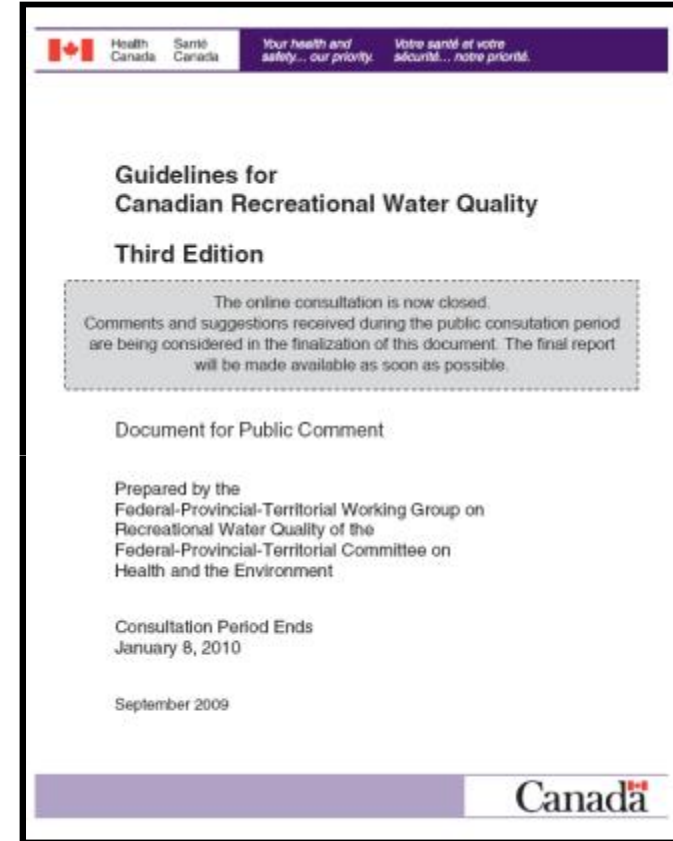 Health Canada
Santé Canada
Your health and safety... our priority.
Votre santé et votre sécurité... notre priorité.
Guidelines for
Canadian Recreational Water Quality
Third Edition
The online consultation is now closed.
Comments and suggestions received during the public consutation period
are being considered in the finalization of this document. The final report
will be made available as soon as possible.
Document for Public Comment
Prepared by the
Federal-Provincial-Territorial Working Group on
Recreational Water Quality of the
Federal-Provincial-Territorial Committee on
Health and the Environment
Consultation Period Ends
January 8, 2010
September 2009
Canada